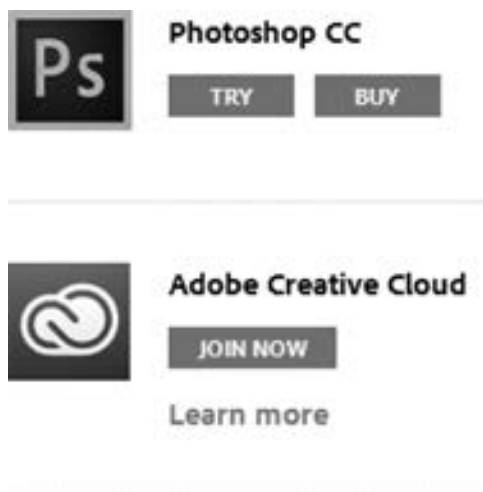 Ps
Photoshop CC
TRY BUY
Adobe Creative Cloud
JOIN NOW
Learn more